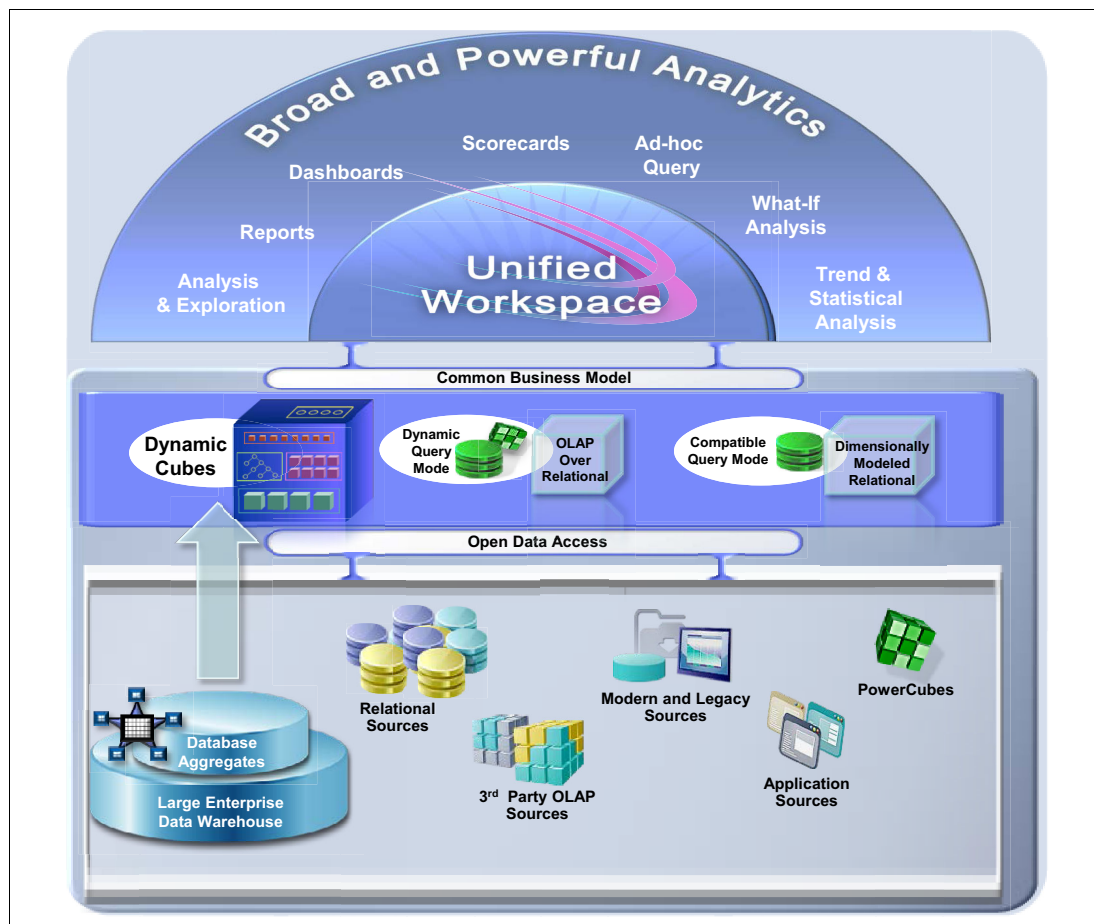 Broad and Powerful Analytics
Scorecards
Ad-hoc
Query
Dashboards
What-If
Analysis
Reports
Unified
Workspace
Analysis
& Exploration
Trend &
Statistical
Analysis
Common Business Model
Dynamic
Cubes
Dynamic
Query
Mode
OLAP
Over
Relational
Compatible
Query Mode
Dimensionally
Modeled
Relational
Open Data Access
Relational
Sources
Modern and Legacy
Sources
PowerCubes
Database
Aggregates
Large Enterprise
Data Warehouse
3rd Party OLAP
Sources
Application
Sources